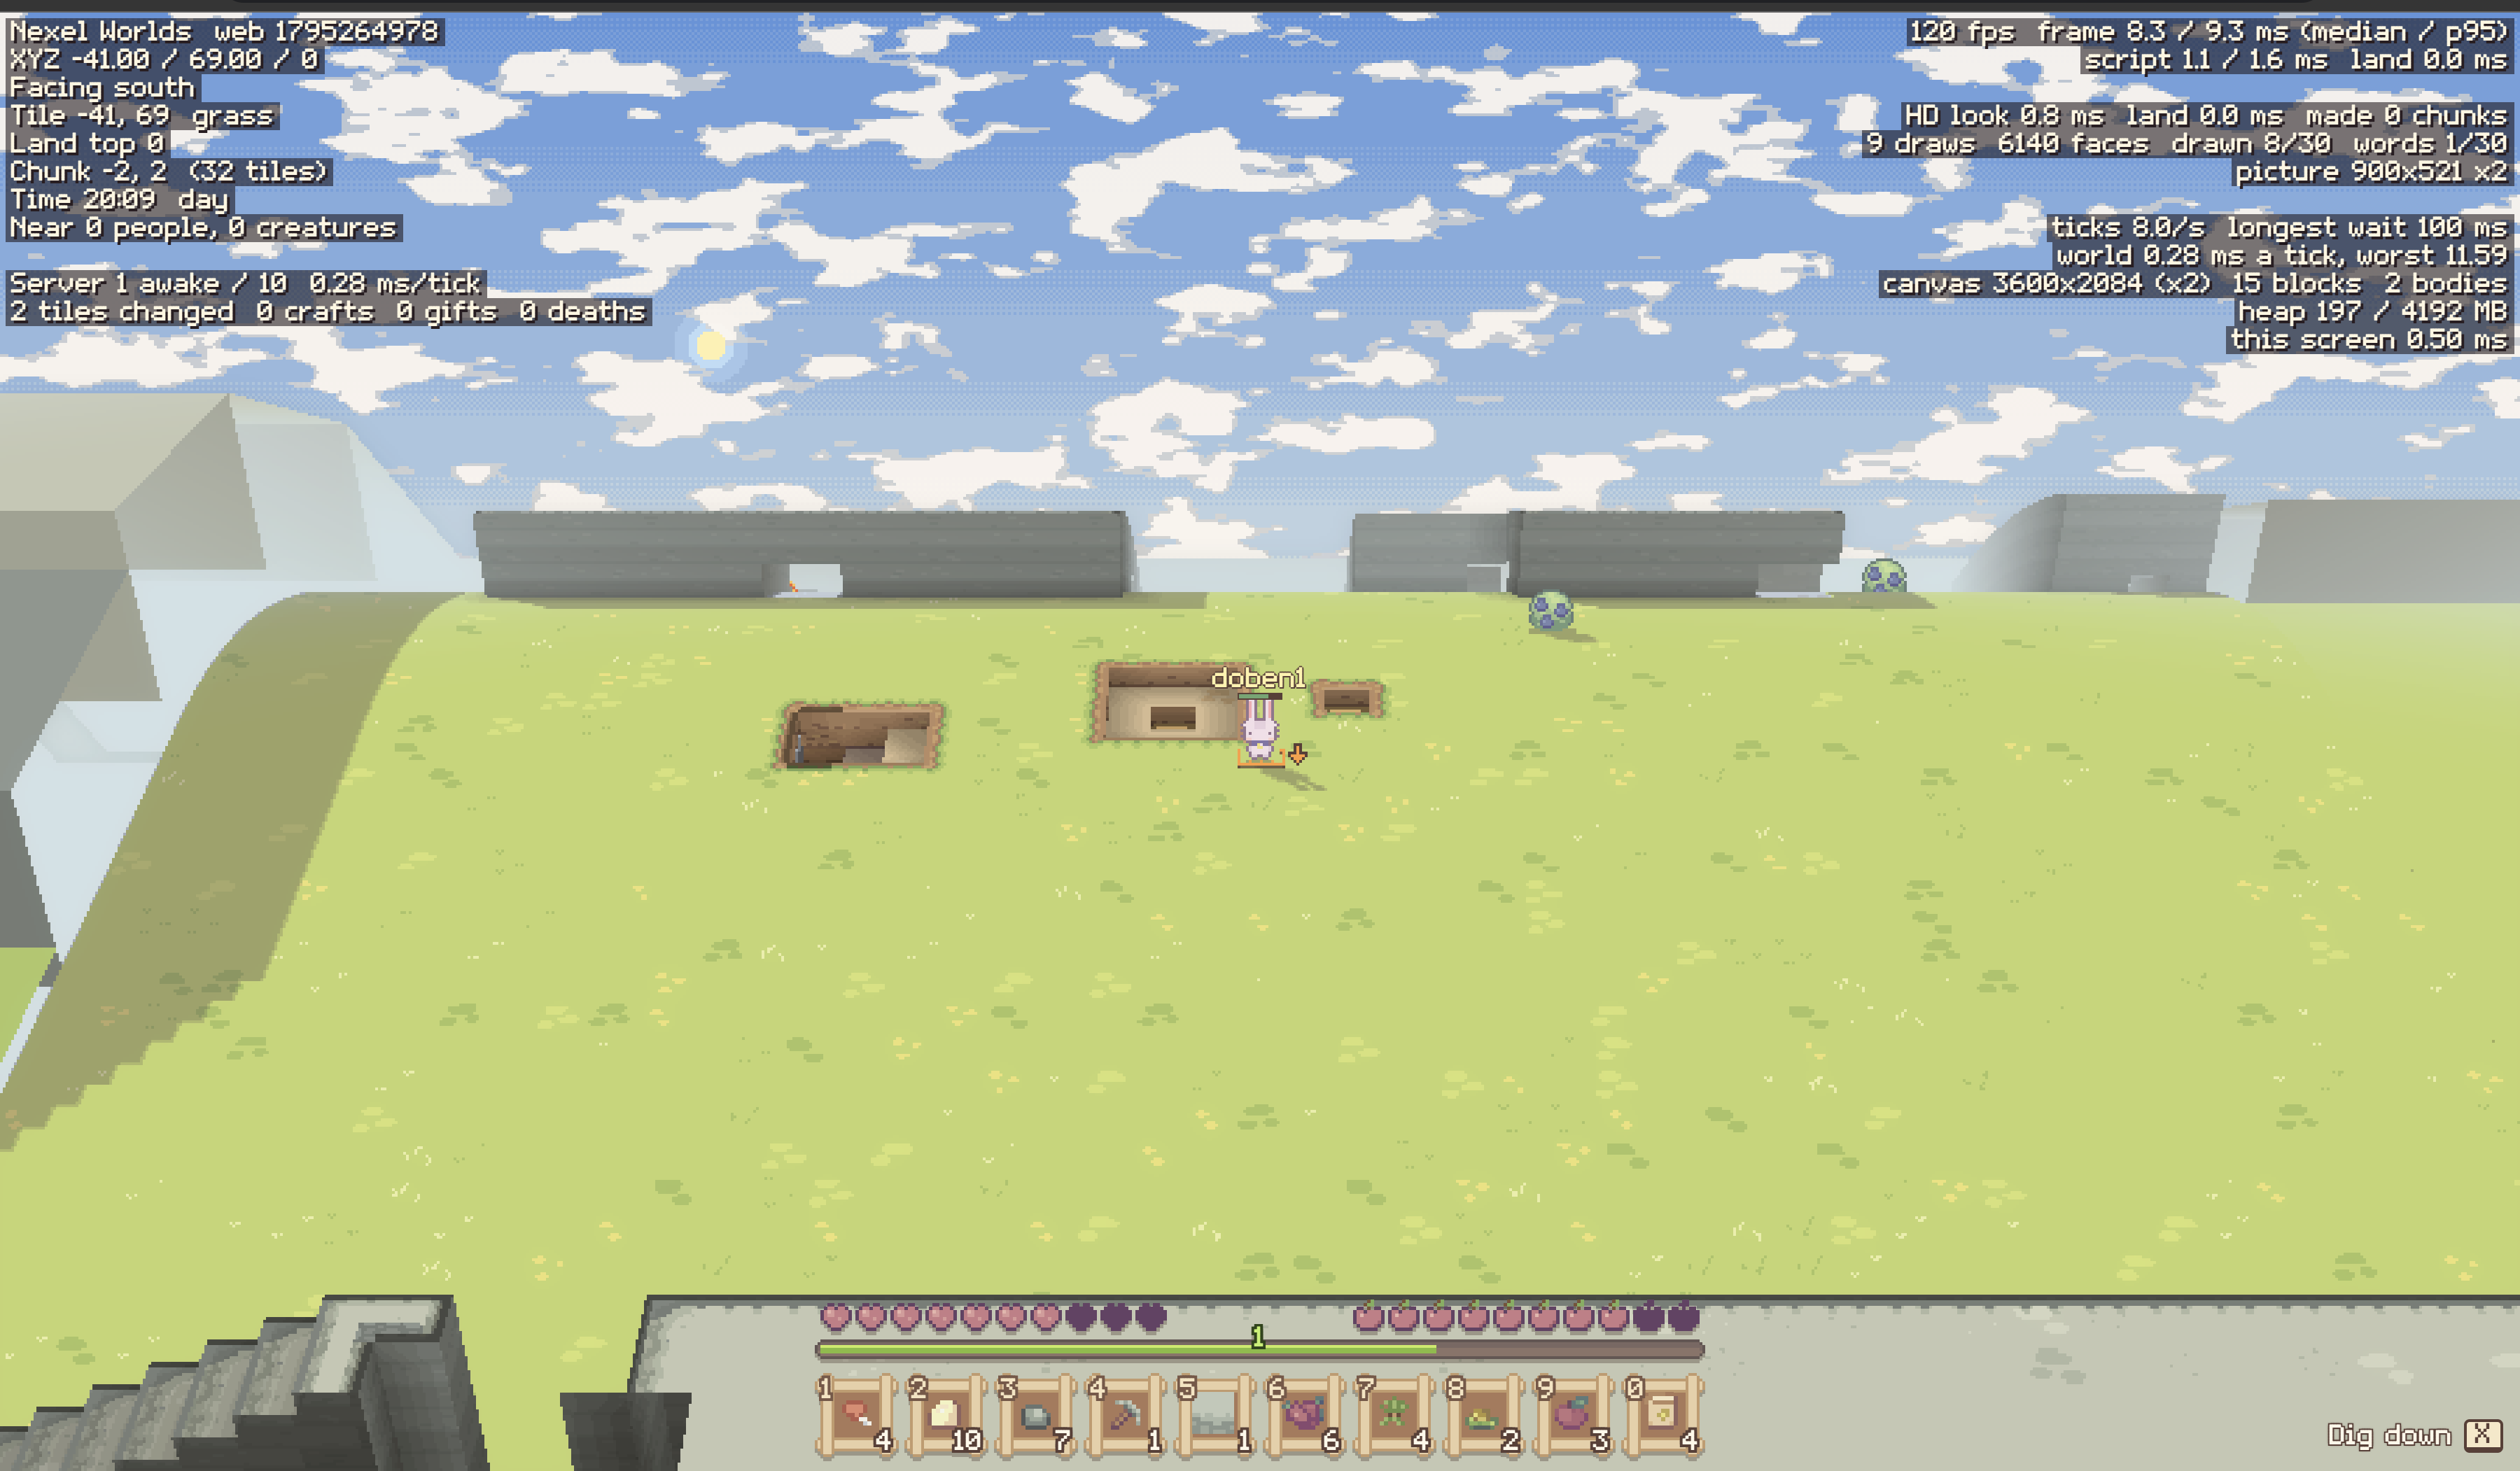 Nexel Worlds  web 1795264978
XYZ -41.00 / 69.00 / 0
Facing south
Tile -41, 69  grass
Land top 0
Chunk -2, 2  (32 tiles)
Time 20:09  day
Near 0 people, 0 creatures
Server 1 awake / 10  0.28 ms/tick
2 tiles changed  0 crafts  0 gifts  0 deaths
120 fps  frame 8.3 / 9.3 ms (median / p95)
script 1.1 / 1.6 ms  land 0.0 ms
HD look 0.8 ms  land 0.0 ms  made 0 chunks
9 draws  6140 faces  drawn 8/30  words 1/30
picture 900x521 x2
ticks 8.0/s  longest wait 100 ms
world 0.28 ms a tick, worst 11.59
canvas 3600x2084 (x2)  15 blocks  2 bodies
heap 197 / 4192 MB
this screen 0.50 ms
doben1
1
1 2 3 4 5 6 7 8 9 0
4 10 7 1 1 6 4 2 3 4
Dig down X